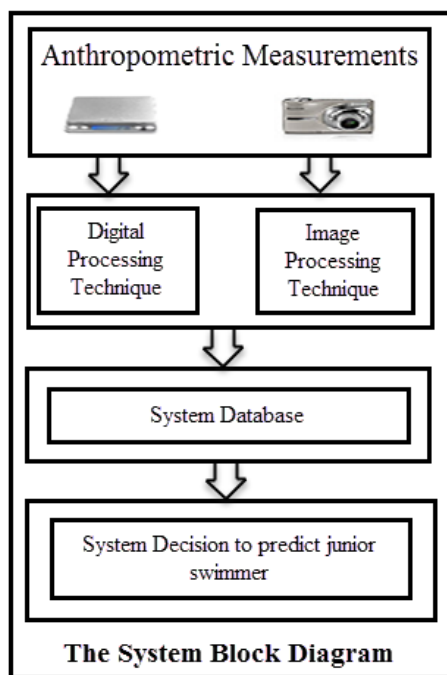 Anthropometric Measurements
Digital
Processing
Technique
Image
Processing
Technique
System Database
System Decision to predict junior
swimmer
The System Block Diagram